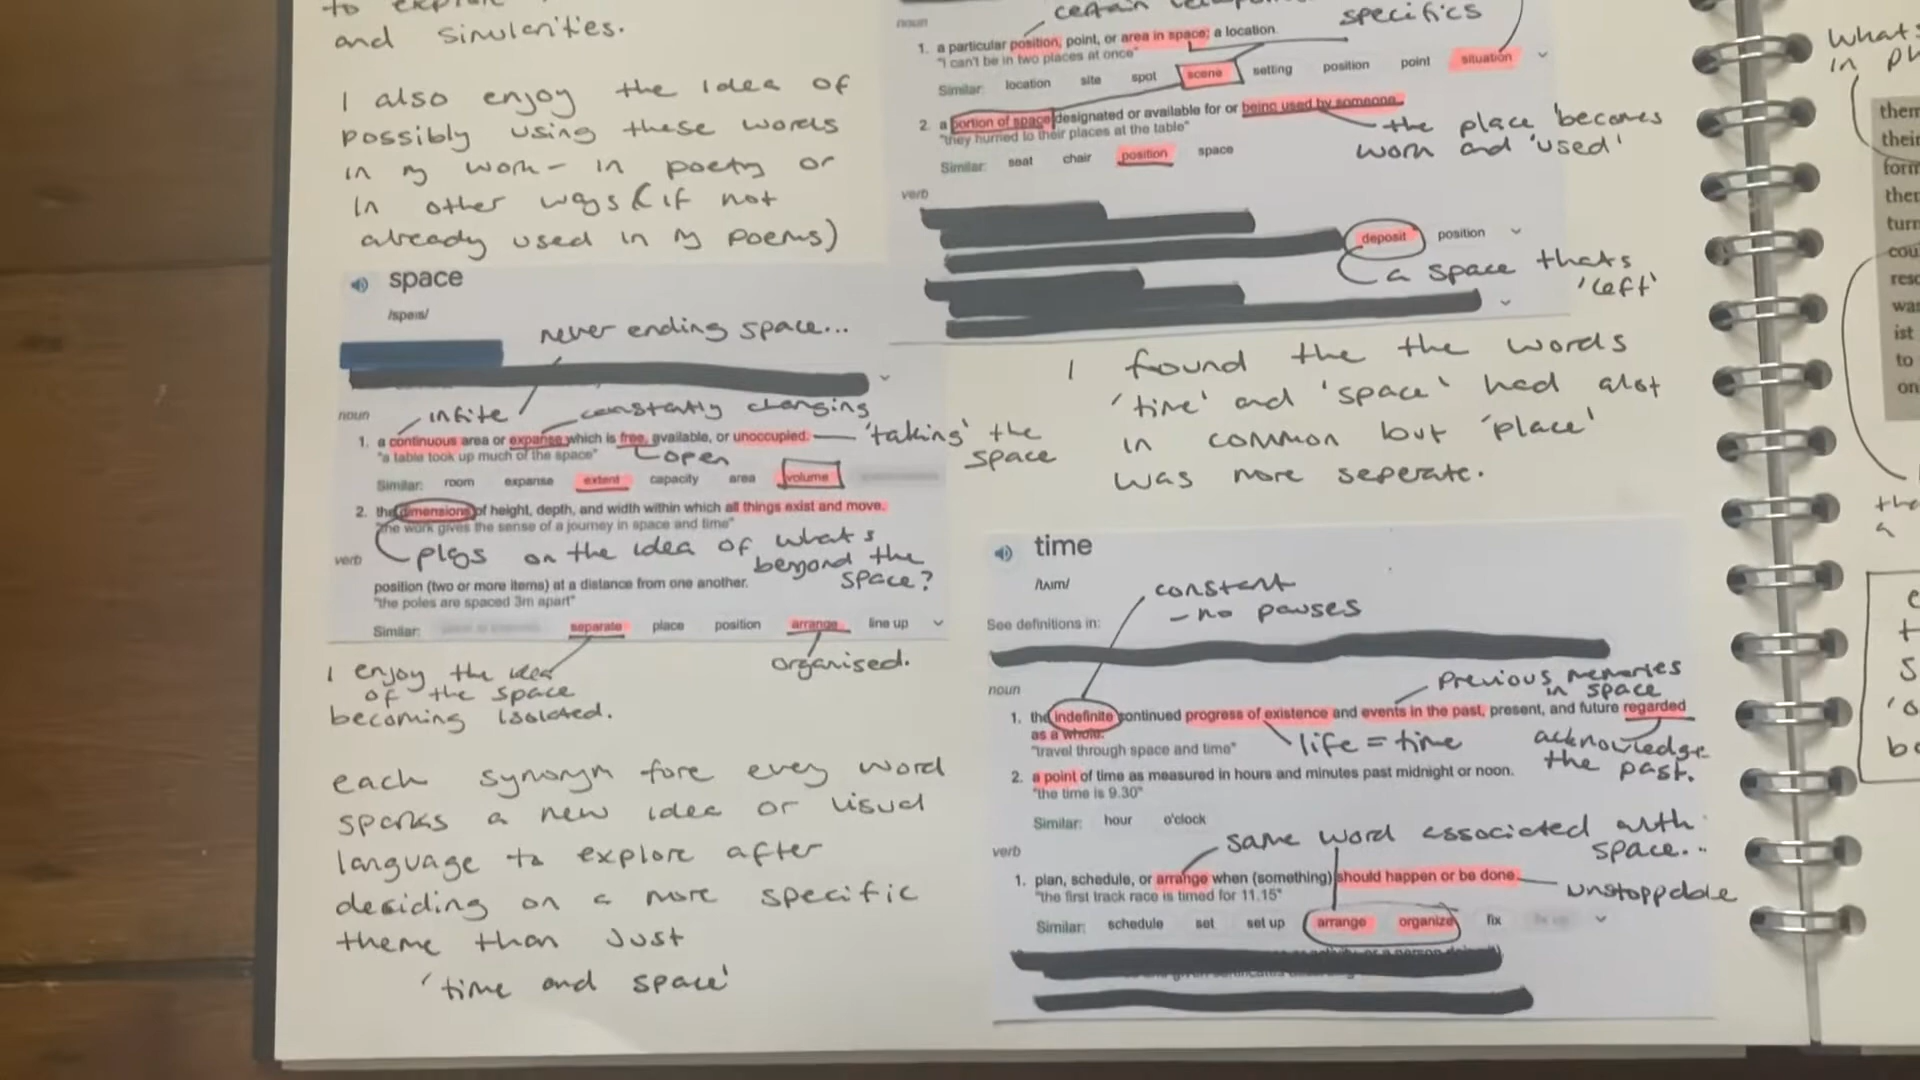 to
and simularities.
I also enjoy the idea of
possibly using these words
in my work - in poetry or
in other ways (if not
already used in my poems)
space
/speɪs/
never ending space...
noun
infite
constantly changing
1. a continuous area or expanse which is free, available, or unoccupied.
'taking' the
space
"a table took up much of the space"
open
Similar: room expanse extent capacity area volume
2. the dimensions of height, depth, and width within which all things exist and move.
"the work gives the sense of a journey in space and time"
plays on the idea of whats
beyond the
space?
verb
position (two or more items) at a distance from one another.
"the poles are spaced 3m apart"
Similar: separate place position arrange line up
I enjoy the idea
of the space
becoming isolated.
organised.
each synonym fore every word
sparks a new idea or visual
language to explore after
deciding on a more specific
theme than just
'time and space'
certain
specifics
noun
1. a particular position, point, or area in space; a location.
"I can't be in two places at once"
Similar: location site spot scene setting position point situation
2. a portion of space designated or available for or being used by someone.
"they hurried to their places at the table"
the place becomes
worn and 'used'
Similar: seat chair position space
verb
deposit position
a space thats
'left'
I found the the words
'time' and 'space' had alot
in common but 'place'
was more seperate.
time
/tʌɪm/
constant
- no pauses
See definitions in:
noun
previous memories
in space
1. the indefinite continued progress of existence and events in the past, present, and future regarded
as a whole.
"travel through space and time"
life = time
acknowledge
the past.
2. a point of time as measured in hours and minutes past midnight or noon.
"the time is 9.30"
Similar: hour o'clock
same word associated with
space...
verb
1. plan, schedule, or arrange when (something) should happen or be done.
unstoppable
"the first track race is timed for 11.15"
Similar: schedule set set up arrange organize fix
what's
in
them
their
form
turn
was
ist
to
on
a